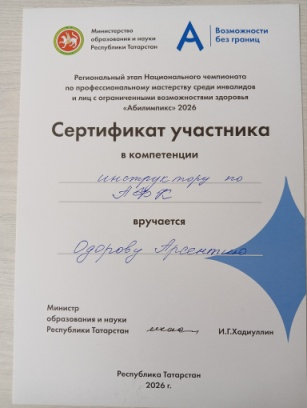 Министерство
образования и науки
Республики Татарстан
Возможности
без границ
Региональный этап Национального чемпионата
по профессиональному мастерству среди инвалидов
и лиц с ограниченными возможностями здоровья
«Абилимпикс» 2026
Сертификат участника
в компетенции
инструктору по
АФК
вручается
Одорову Арсентию
Министр
образования и науки
Республики Татарстан
И.Г.Хадиуллин
Республика Татарстан
2026 г.